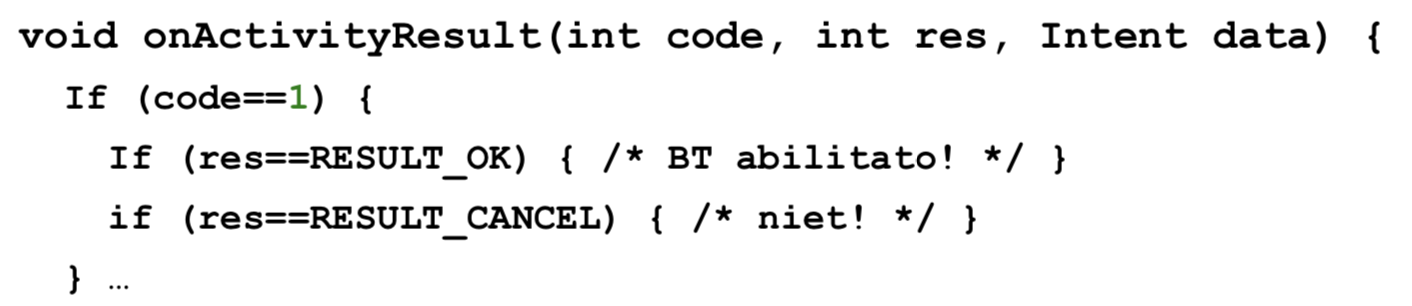 void onActivityResult(int code, int res, Intent data) {
If (code==1) {
If (res==RESULT_OK) { /* BT abilitato! */ }
if (res==RESULT_CANCEL) { /* niet! */ }
} …